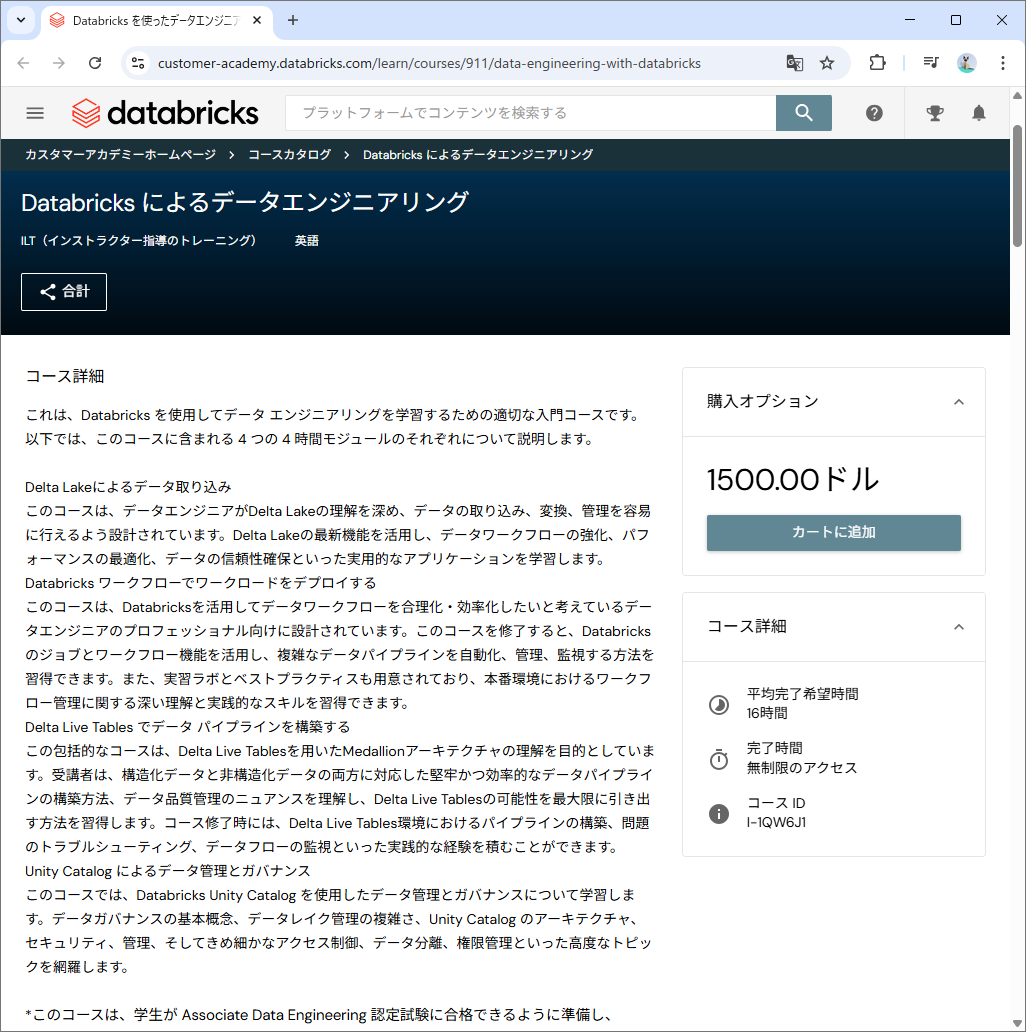 Databricks を使ったデータエンジニア
customer-academy.databricks.com/learn/courses/911/data-engineering-with-databricks
databricks
プラットフォームでコンテンツを検索する
カスタマーアカデミーホームページ > コースカタログ > Databricks によるデータエンジニアリング
Databricks によるデータエンジニアリング
ILT（インストラクター指導のトレーニング） 英語
合計
コース詳細
これは、Databricks を使用してデータ エンジニアリングを学習するための適切な入門コースです。
以下では、このコースに含まれる 4 つの 4 時間モジュールのそれぞれについて説明します。
Delta Lakeによるデータ取り込み
このコースは、データエンジニアがDelta Lakeの理解を深め、データの取り込み、変換、管理を容易
に行えるよう設計されています。Delta Lakeの最新機能を活用し、データワークフローの強化、パフ
ォーマンスの最適化、データの信頼性確保といった実用的なアプリケーションを学習します。
Databricks ワークフローでワークロードをデプロイする
このコースは、Databricksを活用してデータワークフローを合理化・効率化したいと考えているデー
タエンジニアのプロフェッショナル向けに設計されています。このコースを修了すると、Databricks
のジョブとワークフロー機能を活用し、複雑なデータパイプラインを自動化、管理、監視する方法を
習得できます。また、実習ラボとベストプラクティスも用意されており、本番環境におけるワークフ
ロー管理に関する深い理解と実践的なスキルを習得できます。
Delta Live Tables でデータ パイプラインを構築する
この包括的なコースは、Delta Live Tablesを用いたMedallionアーキテクチャの理解を目的としていま
す。受講者は、構造化データと非構造化データの両方に対応した堅牢かつ効率的なデータパイプライ
ンの構築方法、データ品質管理のニュアンスを理解し、Delta Live Tablesの可能性を最大限に引き出
す方法を習得します。コース修了時には、Delta Live Tables環境におけるパイプラインの構築、問題
のトラブルシューティング、データフローの監視といった実践的な経験を積むことができます。
Unity Catalog によるデータ管理とガバナンス
このコースでは、Databricks Unity Catalog を使用したデータ管理とガバナンスについて学習しま
す。データガバナンスの基本概念、データレイク管理の複雑さ、Unity Catalog のアーキテクチャ、
セキュリティ、管理、そしてきめ細かなアクセス制御、データ分離、権限管理といった高度なトピッ
クを網羅します。
*このコースは、学生が Associate Data Engineering 認定試験に合格できるように準備し、
購入オプション
1500.00ドル
カートに追加
コース詳細
平均完了希望時間
16時間
完了時間
無制限のアクセス
コース ID
I-1QW6J1